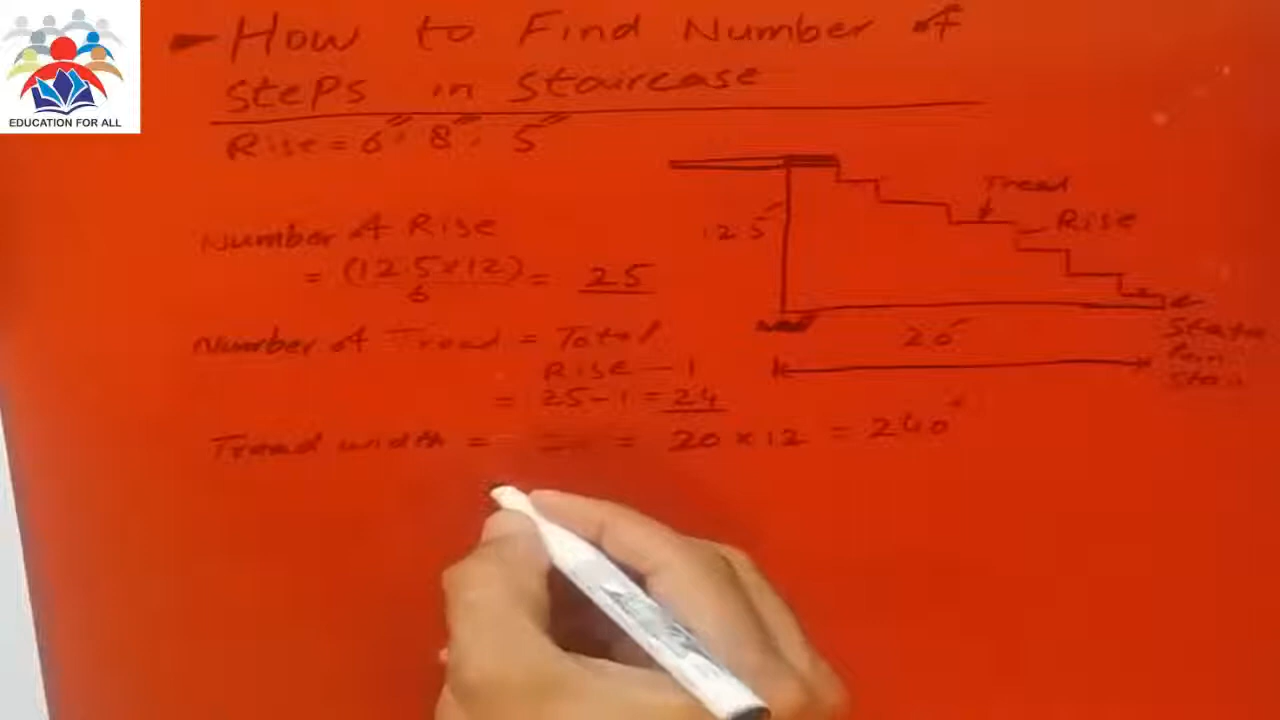 EDUCATION FOR ALL
How to Find Number of
steps in staircase
Rise = 6", 8", 5"
Number of Rise
= (12.5x12) = 25
6
Number of Tread = Total
Rise - 1
= 25-1 = 24
Tread width = = 20 x 12 = 240"
Tread
Rise
12.5'
20'